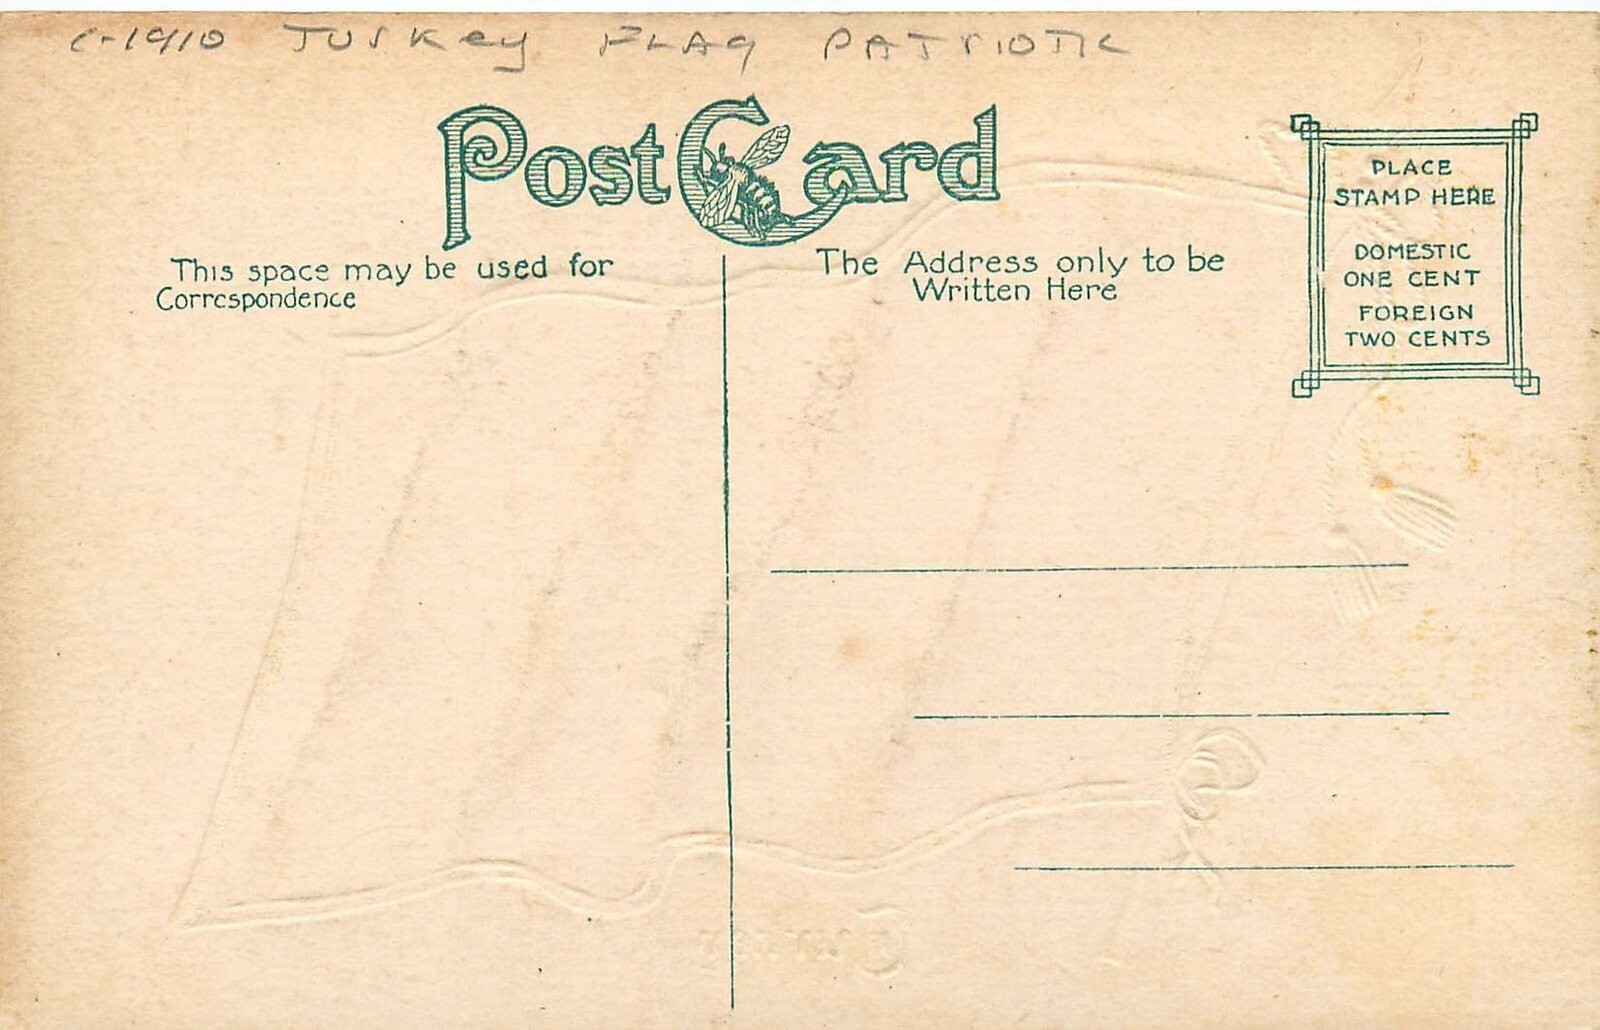 C-1910 TURKey FLAG PATRIOTIC
PostCard
This space may be used for
Correspondence
The Address only to be
Written Here
PLACE
STAMP HERE
DOMESTIC
ONE CENT
FOREIGN
TWO CENTS
Turkey